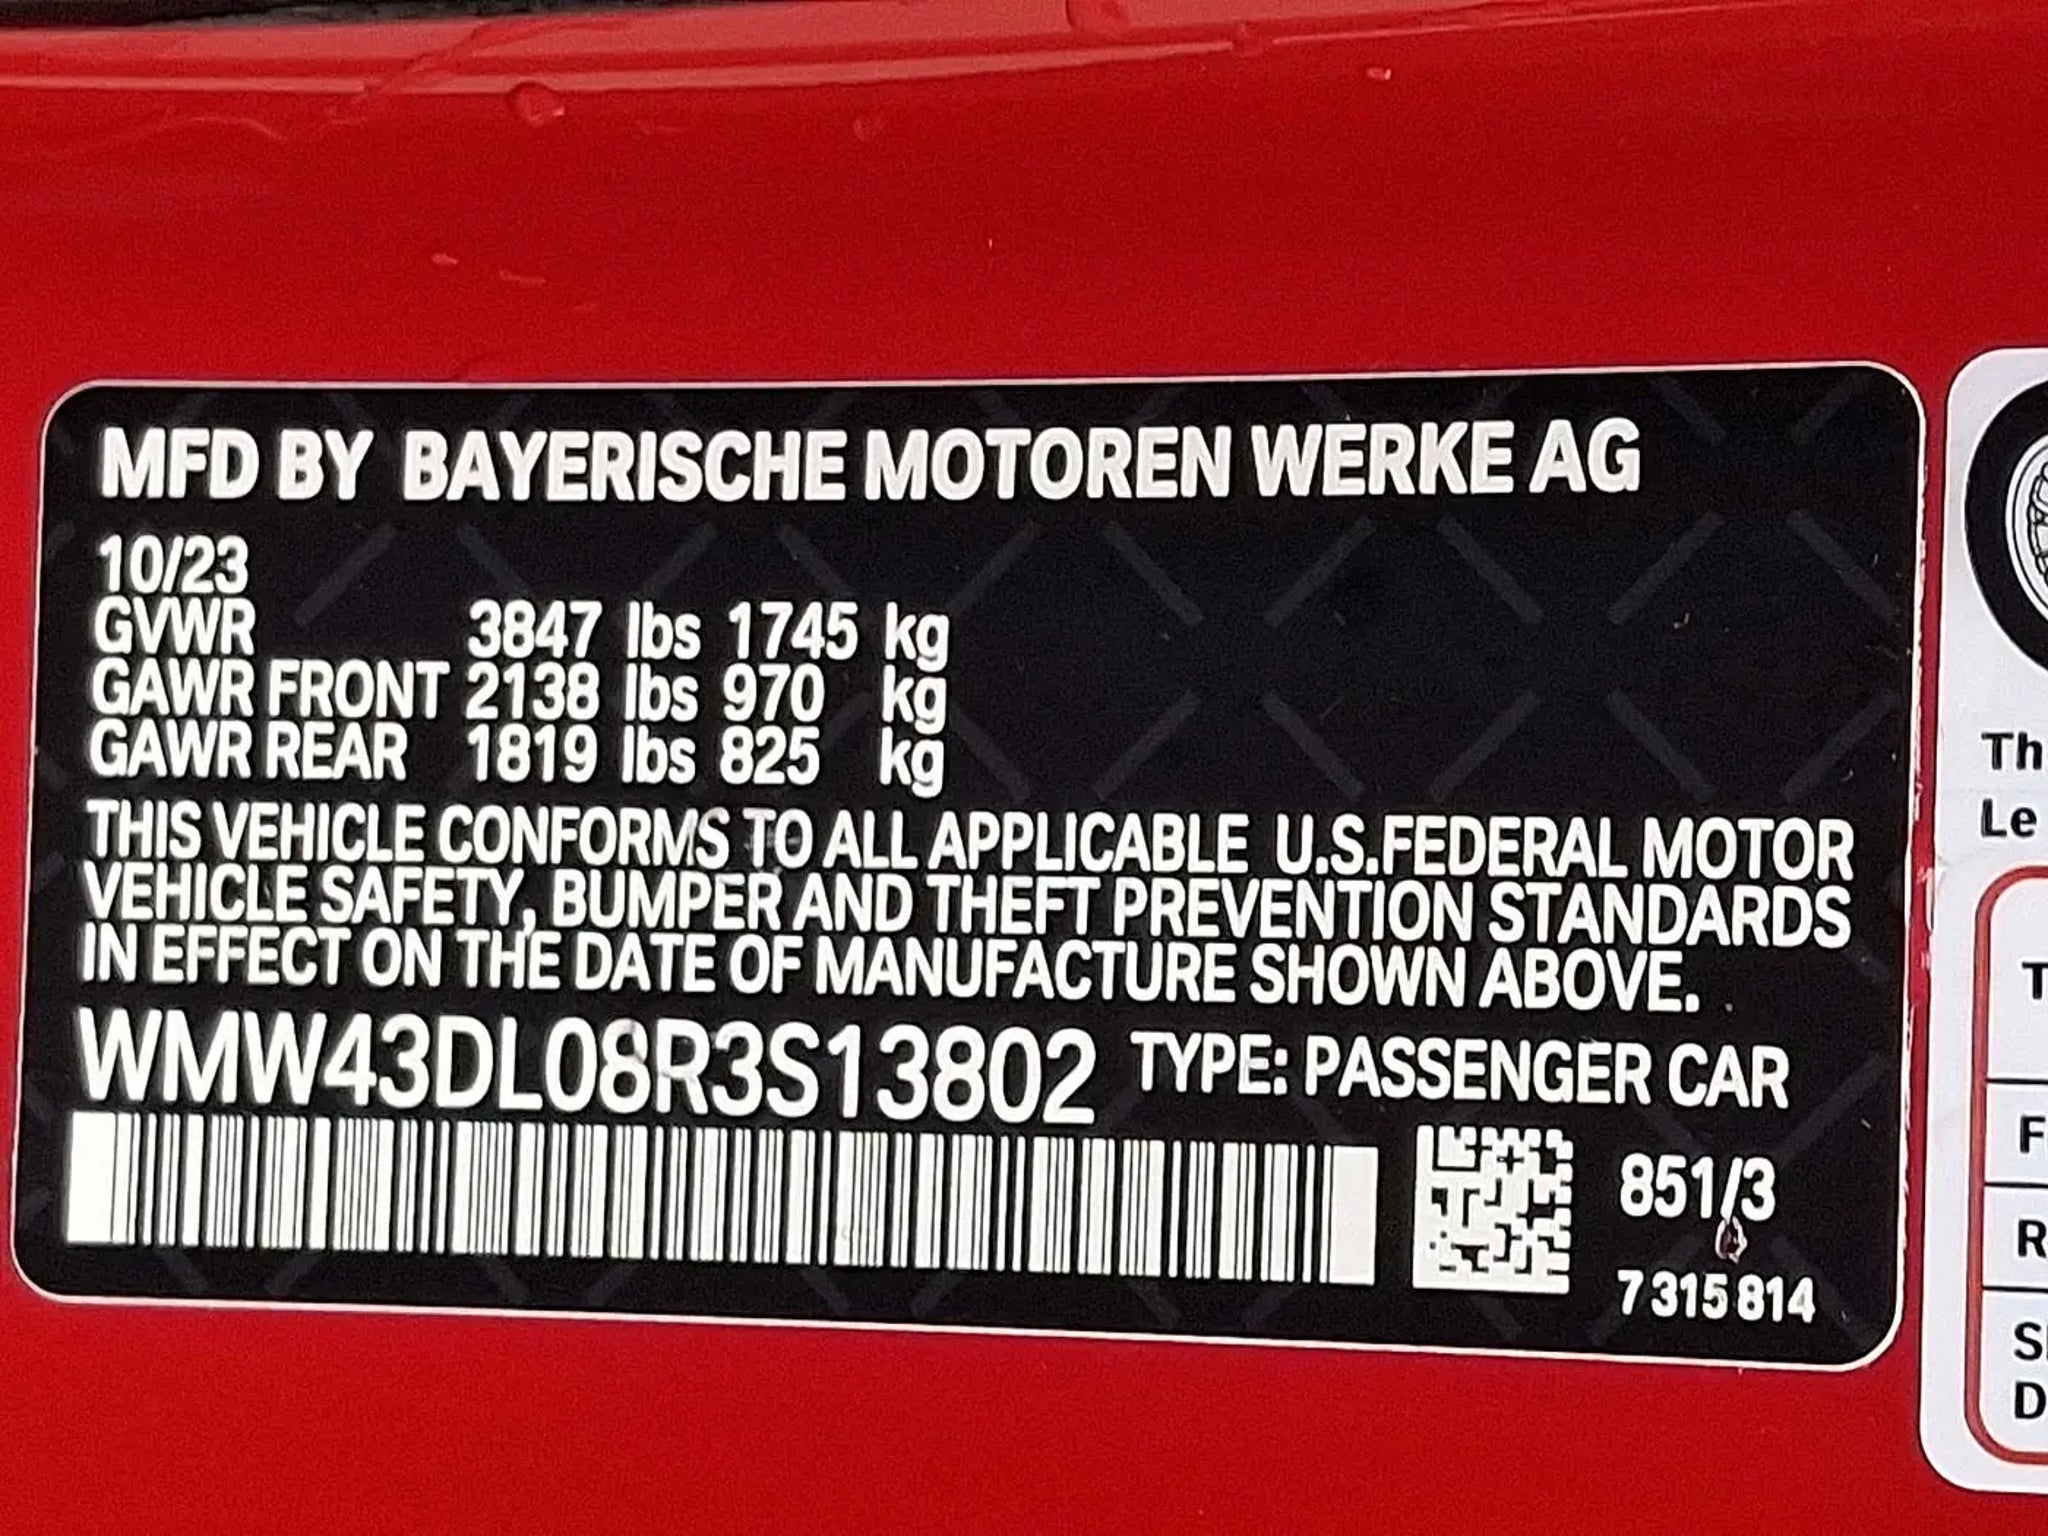 MFD BY BAYERISCHE MOTOREN WERKE AG
10/23
GVWR 3847 lbs 1745 kg
GAWR FRONT 2138 lbs 970 kg
GAWR REAR 1819 lbs 825 kg
THIS VEHICLE CONFORMS TO ALL APPLICABLE U.S.FEDERAL MOTOR
VEHICLE SAFETY, BUMPER AND THEFT PREVENTION STANDARDS
IN EFFECT ON THE DATE OF MANUFACTURE SHOWN ABOVE.
WMW43DL08R3S13802 TYPE: PASSENGER CAR
851/3
7 315 814
Th
Le
T
F
R
S
D